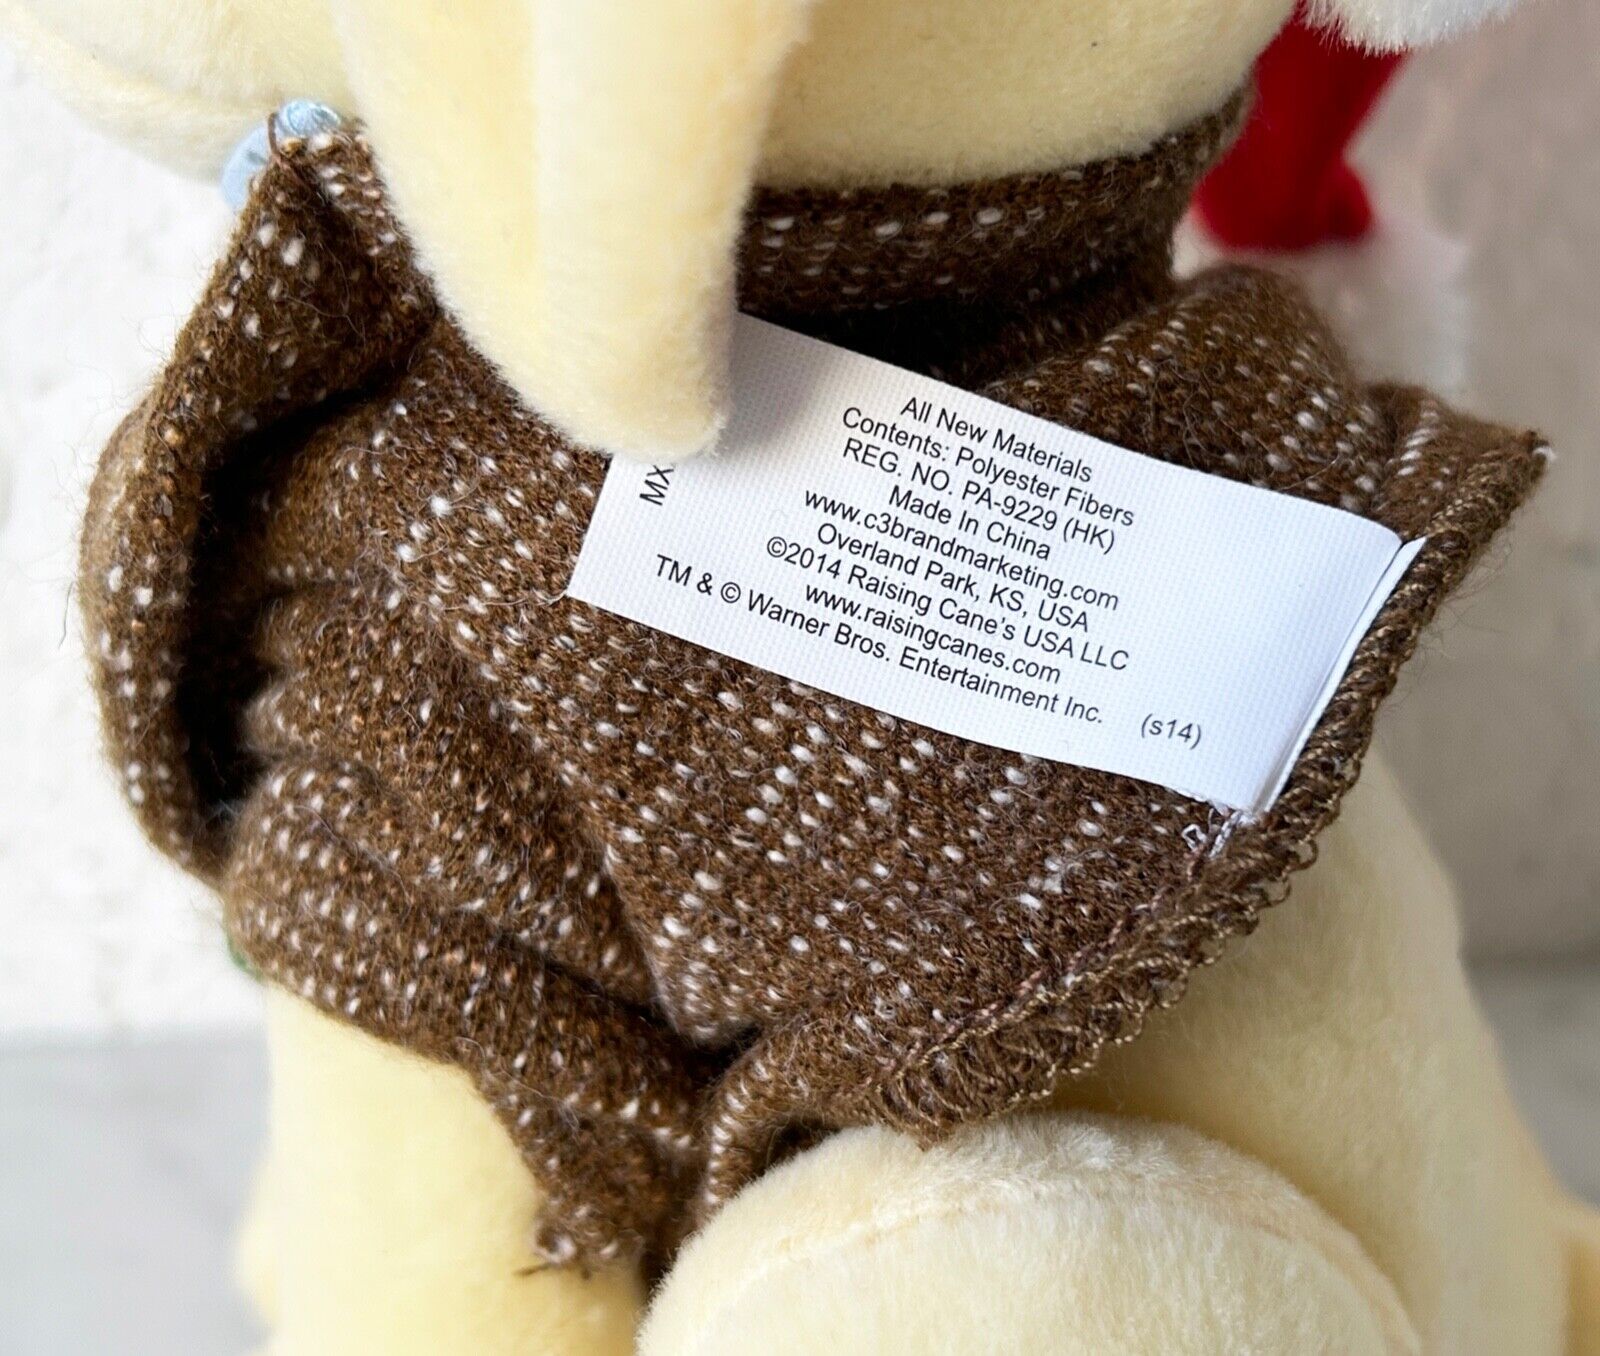 All New Materials
Contents: Polyester Fibers
REG. NO. PA-9229 (HK)
Made In China
www.c3brandmarketing.com
Overland Park, KS, USA
©2014 Raising Cane's USA LLC
www.raisingcanes.com
TM & © Warner Bros. Entertainment Inc. (s14)